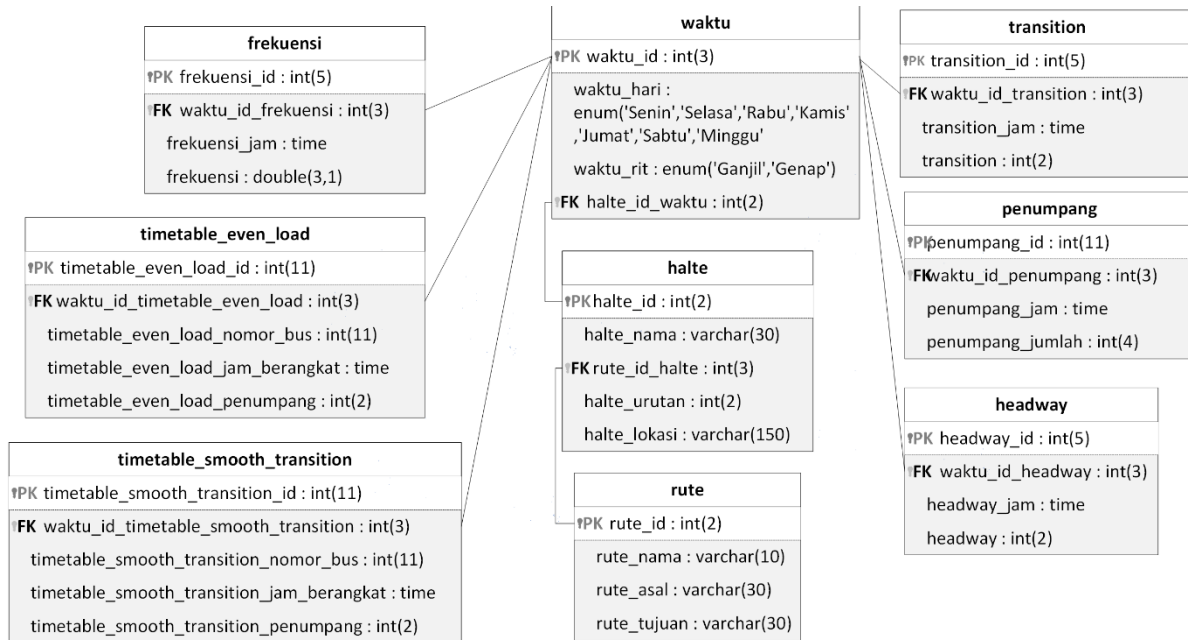 frekuensi
PK frekuensi_id : int(5)
FK waktu_id_frekuensi : int(3)
frekuensi_jam : time
frekuensi : double(3,1)
timetable_even_load
PK timetable_even_load_id : int(11)
FK waktu_id_timetable_even_load : int(3)
timetable_even_load_nomor_bus : int(11)
timetable_even_load_jam_berangkat : time
timetable_even_load_penumpang : int(2)
timetable_smooth_transition
PK timetable_smooth_transition_id : int(11)
FK waktu_id_timetable_smooth_transition : int(3)
timetable_smooth_transition_nomor_bus : int(11)
timetable_smooth_transition_jam_berangkat : time
timetable_smooth_transition_penumpang : int(2)
waktu
PK waktu_id : int(3)
waktu_hari :
enum('Senin','Selasa','Rabu','Kamis'
,'Jumat','Sabtu','Minggu'
waktu_rit : enum('Ganjil','Genap')
FK halte_id_waktu : int(2)
halte
PK halte_id : int(2)
halte_nama : varchar(30)
FK rute_id_halte : int(3)
halte_urutan : int(2)
halte_lokasi : varchar(150)
rute
PK rute_id : int(2)
rute_nama : varchar(10)
rute_asal : varchar(30)
rute_tujuan : varchar(30)
transition
PK transition_id : int(5)
FK waktu_id_transition : int(3)
transition_jam : time
transition : int(2)
penumpang
PK penumpang_id : int(11)
FK waktu_id_penumpang : int(3)
penumpang_jam : time
penumpang_jumlah : int(4)
headway
PK headway_id : int(5)
FK waktu_id_headway : int(3)
headway_jam : time
headway : int(2)